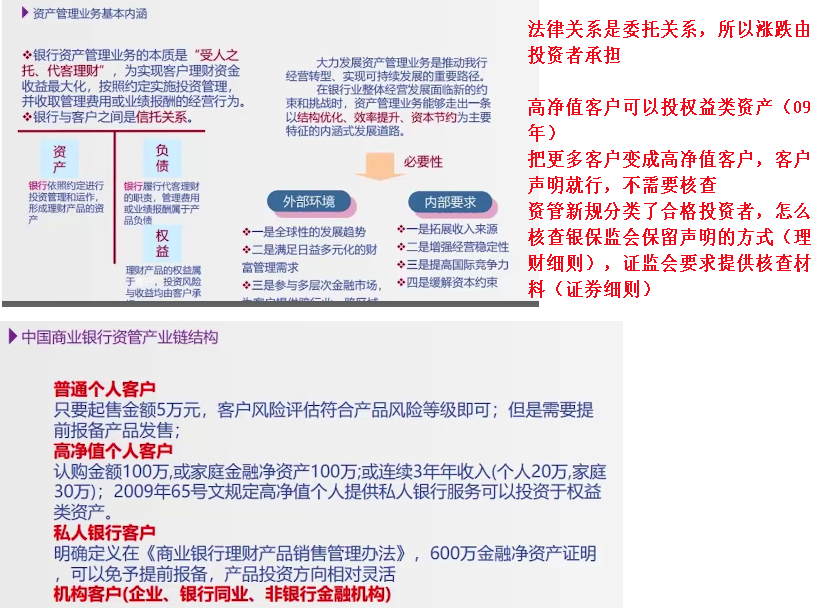 资产管理业务基本内涵
❖银行资产管理业务的本质是“受人之
托、代客理财”，为实现客户理财资金
收益最大化，按照约定实施投资管理，
并收取管理费用或业绩报酬的经营行为。
❖银行与客户之间是信托关系。
资
产
银行依照约定进行
投资管理和运作，
形成理财产品的资
产
负
债
银行履行代客理财
的职责，管理费用
或业绩报酬属于产
品负债
权
益
理财产品的权益属
于 ，投资风险
与收益均由客户承
大力发展资产管理业务是推动我行
经营转型、实现可持续发展的重要路径。
在银行业整体经营发展面临新的约
束和挑战时，资产管理业务能够走出一条
以结构优化、效率提升、资本节约为主要
特征的内涵式发展道路。
必要性
外部环境
❖一是全球性的发展趋势
❖二是满足日益多元化的财
富管理需求
❖三是参与多层次金融市场，
为客户提供跨行业、跨区域
内部要求
❖一是拓展收入来源
❖二是增强经营稳定性
❖三是提高国际竞争力
❖四是缓解资本约束
法律关系是委托关系，所以涨跌由
投资者承担
高净值客户可以投权益类资产（09
年）
把更多客户变成高净值客户，客户
声明就行，不需要核查
资管新规分类了合格投资者，怎么
核查银保监会保留声明的方式（理
财细则），证监会要求提供核查材
料（证券细则）
中国商业银行资管产业链结构
普通个人客户
只要起售金额5万元，客户风险评估符合产品风险等级即可；但是需要提
前报备产品发售；
高净值个人客户
认购金额100万,或家庭金融净资产100万;或连续3年年收入(个人20万,家庭
30万)；2009年65号文规定高净值个人提供私人银行服务可以投资于权益
类资产。
私人银行客户
明确定义在《商业银行理财产品销售管理办法》，600万金融净资产证明
，可以免予提前报备，产品投资方向相对灵活
机构客户(企业、银行同业、非银行金融机构)